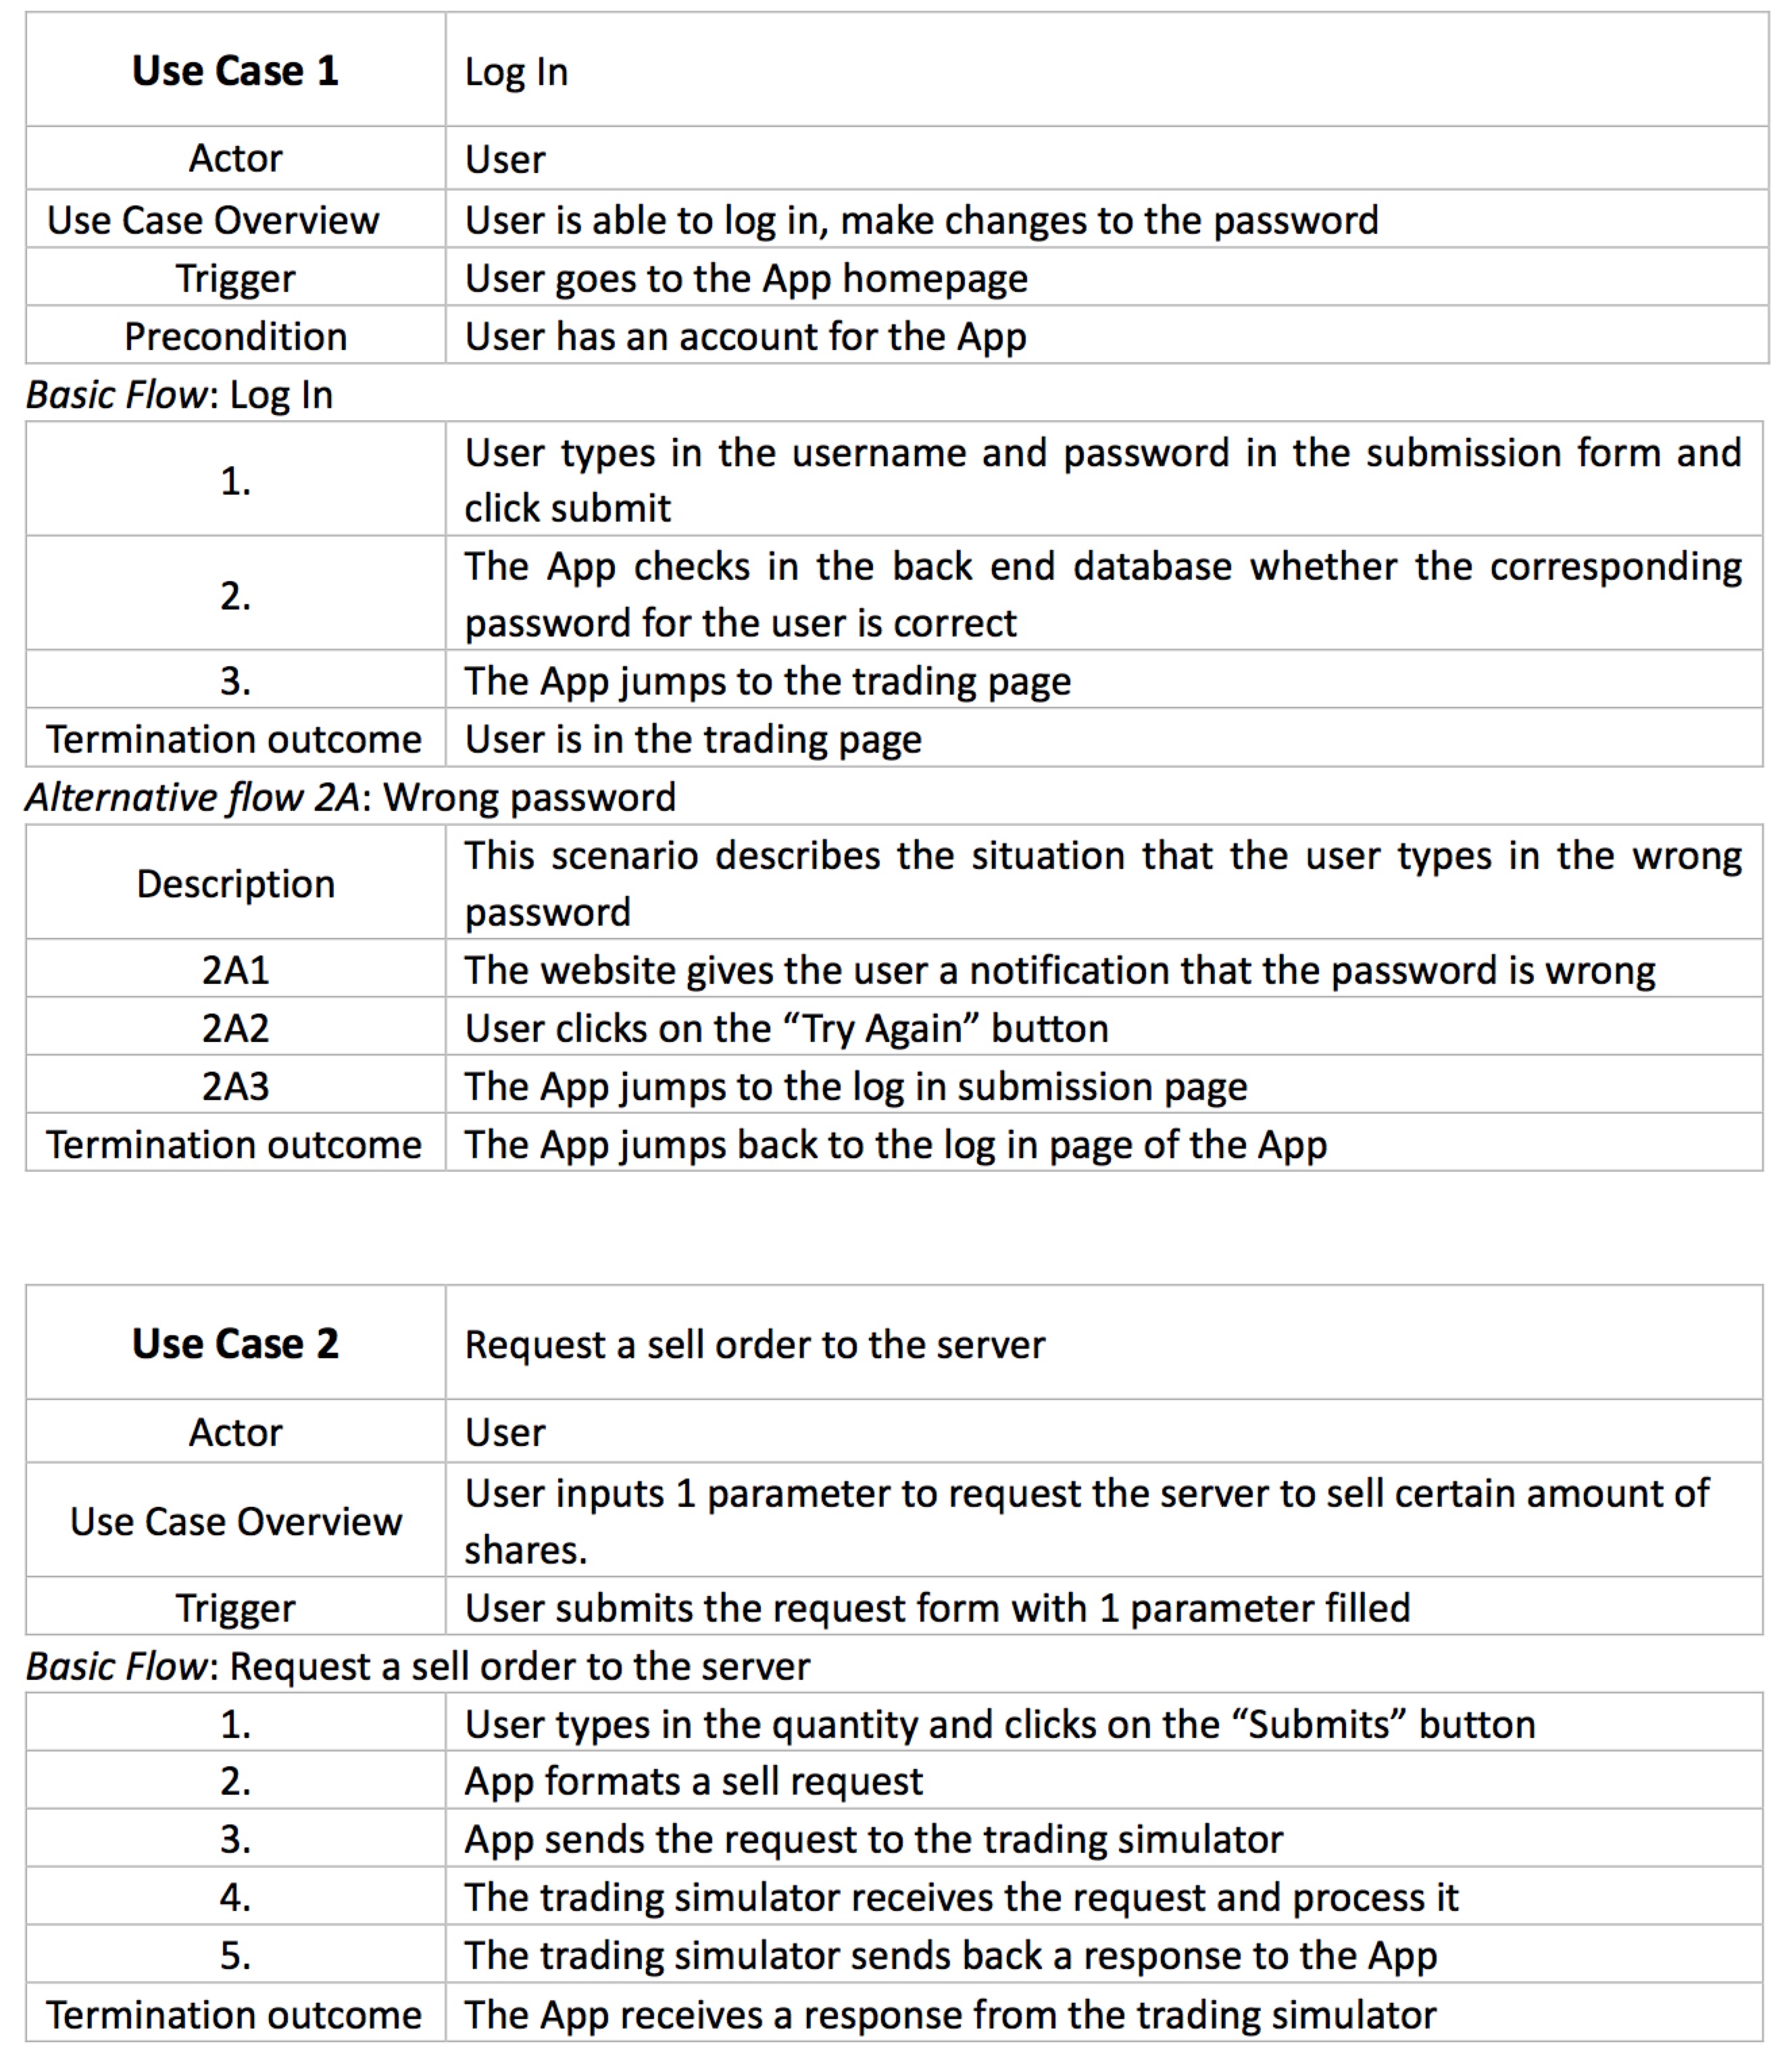 Use Case 1
Log In
Actor
User
Use Case Overview
User is able to log in, make changes to the password
Trigger
User goes to the App homepage
Precondition
User has an account for the App
Basic Flow: Log In
1.
User types in the username and password in the submission form and
click submit
2.
The App checks in the back end database whether the corresponding
password for the user is correct
3.
The App jumps to the trading page
Termination outcome
User is in the trading page
Alternative flow 2A: Wrong password
Description
This scenario describes the situation that the user types in the wrong
password
2A1
The website gives the user a notification that the password is wrong
2A2
User clicks on the “Try Again” button
2A3
The App jumps to the log in submission page
Termination outcome
The App jumps back to the log in page of the App
Use Case 2
Request a sell order to the server
Actor
User
Use Case Overview
User inputs 1 parameter to request the server to sell certain amount of
shares.
Trigger
User submits the request form with 1 parameter filled
Basic Flow: Request a sell order to the server
1.
User types in the quantity and clicks on the “Submits” button
2.
App formats a sell request
3.
App sends the request to the trading simulator
4.
The trading simulator receives the request and process it
5.
The trading simulator sends back a response to the App
Termination outcome
The App receives a response from the trading simulator